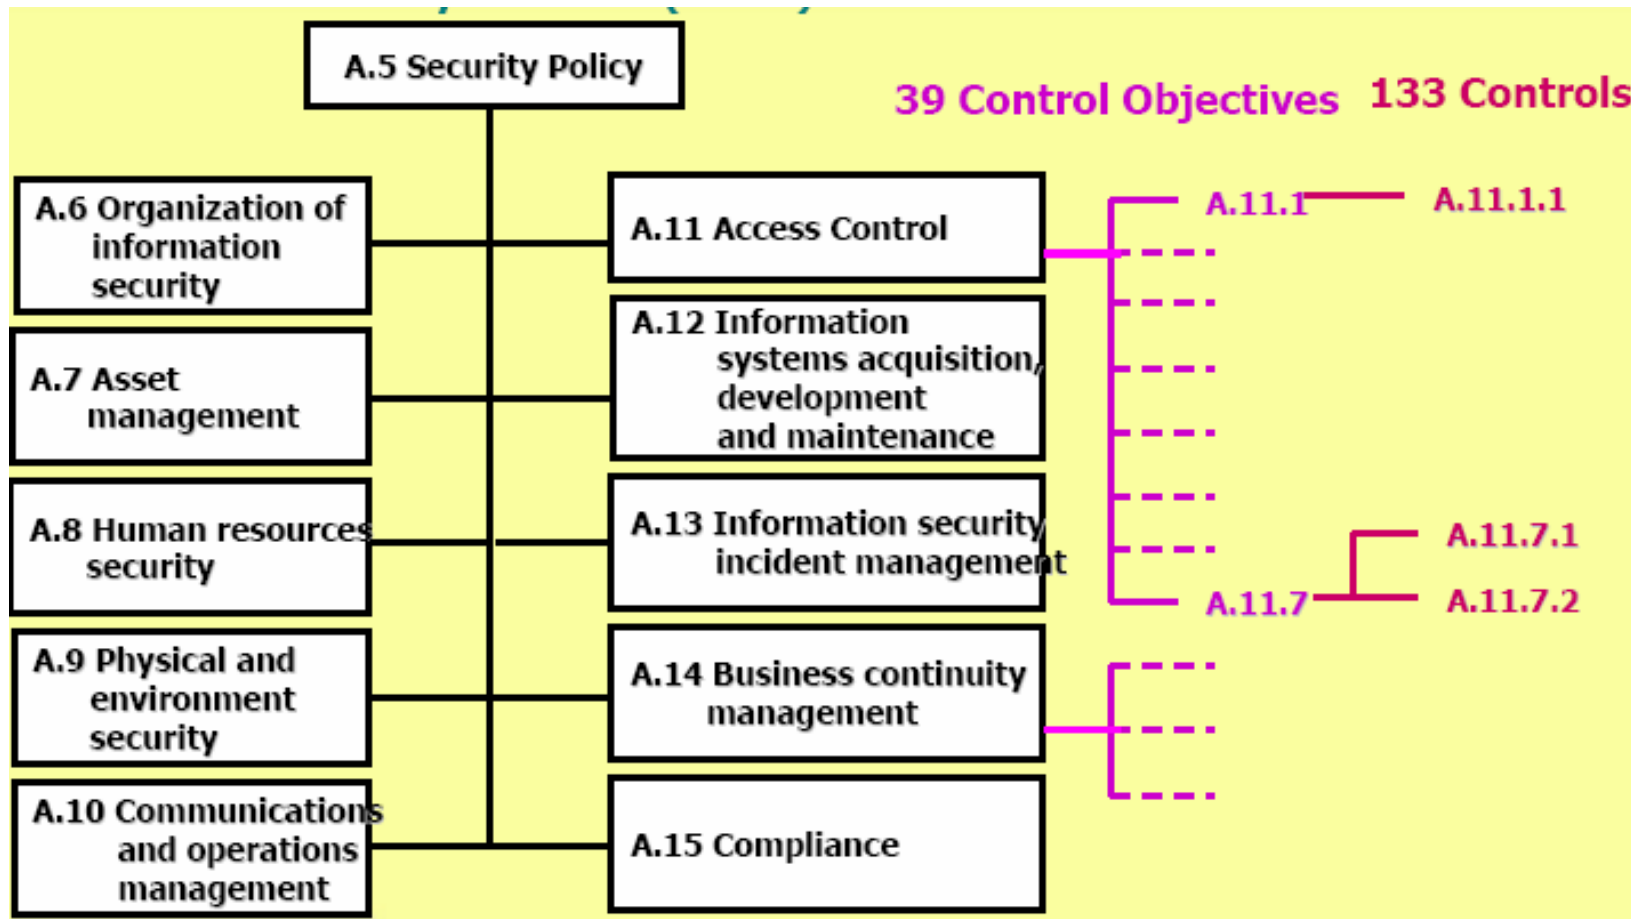 A.5 Security Policy
39 Control Objectives
133 Controls
A.6 Organization of
information
security
A.7 Asset
management
A.8 Human resources
security
A.9 Physical and
environment
security
A.10 Communications
and operations
management
A.11 Access Control
A.12 Information
systems acquisition,
development
and maintenance
A.13 Information security
incident management
A.14 Business continuity
management
A.15 Compliance
A.11.1
A.11.1.1
A.11.7
A.11.7.1
A.11.7.2